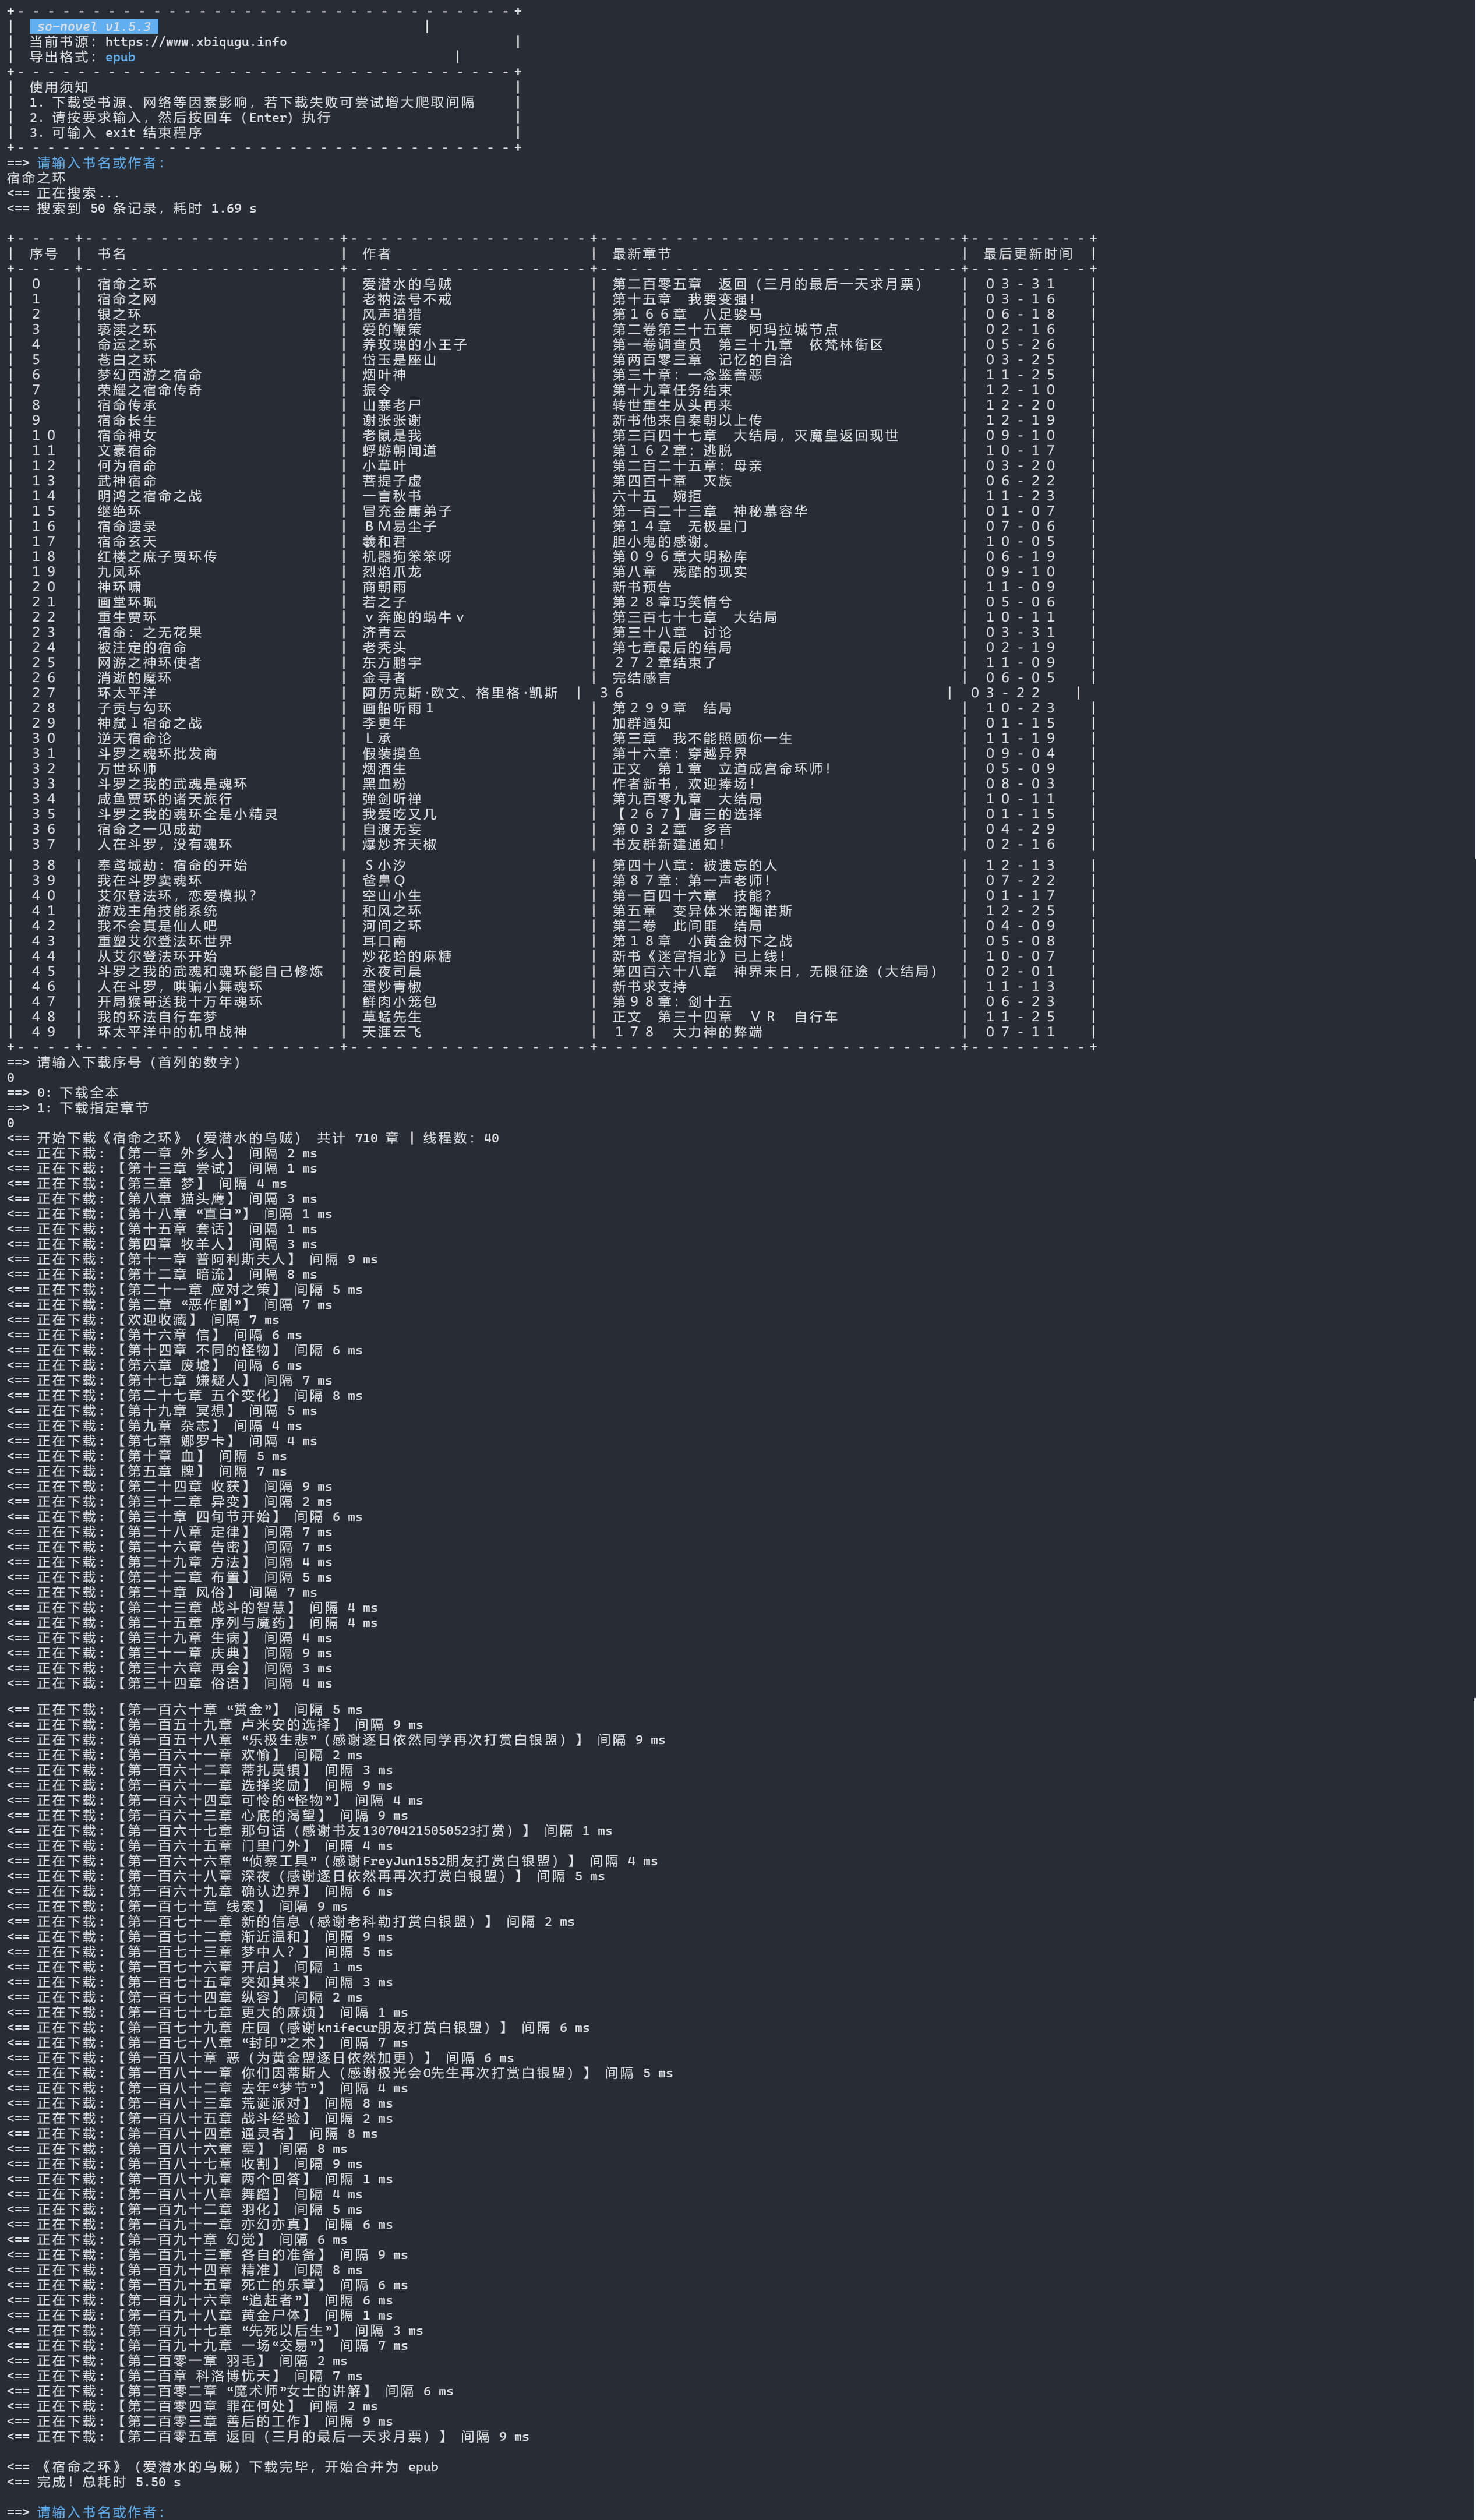 so-novel v1.5.3
当前书源: https://www.xbiqugu.info
导出格式: epub
使用须知
1. 下载受书源、网络等因素影响，若下载失败可尝试增大爬取间隔
2. 请按要求输入，然后按回车（Enter）执行
3. 可输入 exit 结束程序
==> 请输入书名或作者:
宿命之环
<== 正在搜索...
<== 搜索到 50 条记录，耗时 1.69 s
| 序号 | 书名 | 作者 | 最新章节 | 最后更新时间 |
| ０ | 宿命之环 | 爱潜水的乌贼 | 第二百零五章　返回（三月的最后一天求月票） | ０３-３１ |
| １ | 宿命之网 | 老衲法号不戒 | 第十五章　我要变强！ | ０３-１６ |
| ２ | 银之环 | 风声猎猎 | 第１６６章　八足骏马 | ０６-１８ |
| ３ | 亵渎之环 | 爱的鞭策 | 第二卷第三十五章　阿玛拉城节点 | ０２-１６ |
| ４ | 命运之环 | 养玫瑰的小王子 | 第一卷调查员　第三十九章　依梵林街区 | ０５-２６ |
| ５ | 苍白之环 | 岱玉是座山 | 第两百零三章　记忆的自洽 | ０３-２５ |
| ６ | 梦幻西游之宿命 | 烟叶神 | 第三十章：一念鉴善恶 | １１-２５ |
| ７ | 荣耀之宿命传奇 | 振令 | 第十九章任务结束 | １２-１０ |
| ８ | 宿命传承 | 山寨老尸 | 转世重生从头再来 | １２-２０ |
| ９ | 宿命长生 | 谢张张谢 | 新书他来自秦朝以上传 | １２-１９ |
| １０ | 宿命神女 | 老鼠是我 | 第三百四十七章　大结局，灭魔皇返回现世 | ０９-１０ |
| １１ | 文豪宿命 | 蜉蝣朝闻道 | 第１６２章：逃脱 | １０-１７ |
| １２ | 何为宿命 | 小草叶 | 第二百二十五章：母亲 | ０３-２０ |
| １３ | 武神宿命 | 菩提子虚 | 第四百十章　灭族 | ０６-２２ |
| １４ | 明鸿之宿命之战 | 一言秋书 | 六十五　婉拒 | １１-２３ |
| １５ | 继绝环 | 冒充金庸弟子 | 第一百二十三章　神秘慕容华 | ０１-０７ |
| １６ | 宿命遗录 | ＢＭ易尘子 | 第１４章　无极星门 | ０７-０６ |
| １７ | 宿命玄天 | 羲和君 | 胆小鬼的感谢。 | １０-０５ |
| １８ | 红楼之庶子贾环传 | 机器狗笨笨呀 | 第０９６章大明秘库 | ０６-１９ |
| １９ | 九凤环 | 烈焰爪龙 | 第八章　残酷的现实 | ０９-１０ |
| ２０ | 神环啸 | 商朝雨 | 新书预告 | １１-０９ |
| ２１ | 画堂环珮 | 若之子 | 第２８章巧笑情兮 | ０５-０６ |
| ２２ | 重生贾环 | ｖ奔跑的蜗牛ｖ | 第三百七十七章　大结局 | １０-１１ |
| ２３ | 宿命：之无花果 | 济青云 | 第三十八章　讨论 | ０３-３１ |
| ２４ | 被注定的宿命 | 老秃头 | 第七章最后的结局 | ０２-１９ |
| ２５ | 网游之神环使者 | 东方鹏宇 | ２７２章结束了 | １１-０９ |
| ２６ | 消逝的魔环 | 金寻者 | 完结感言 | ０６-０５ |
| ２７ | 环太平洋 | 阿历克斯·欧文、格里格·凯斯 | ３６ | ０３-２２ |
| ２８ | 子贡与勾环 | 画船听雨１ | 第２９９章　结局 | １０-２３ |
| ２９ | 神弑１宿命之战 | 李更年 | 加群通知 | ０１-１５ |
| ３０ | 逆天宿命论 | Ｌ承 | 第三章　我不能照顾你一生 | １１-１９ |
| ３１ | 斗罗之魂环批发商 | 假装摸鱼 | 第十六章：穿越异界 | ０９-０４ |
| ３２ | 万世环师 | 烟酒生 | 正文　第１章　立道成宫命环师！ | ０５-０９ |
| ３３ | 斗罗之我的武魂是魂环 | 黑血粉 | 作者新书，欢迎捧场！ | ０８-０３ |
| ３４ | 咸鱼贾环的诸天旅行 | 弹剑听禅 | 第九百零九章　大结局 | １０-１１ |
| ３５ | 斗罗之我的魂环全是小精灵 | 我爱吃又几 | 【２６７】唐三的选择 | ０１-１５ |
| ３６ | 宿命之一见成劫 | 自渡无妄 | 第０３２章　多音 | ０４-２９ |
| ３７ | 人在斗罗，没有魂环 | 爆炒齐天椒 | 书友群新建通知！ | ０２-１６ |
| ３８ | 奉鸢城劫：宿命的开始 | Ｓ小汐 | 第四十八章：被遗忘的人 | １２-１３ |
| ３９ | 我在斗罗卖魂环 | 爸鼻Ｑ | 第８７章：第一声老师！ | ０７-２２ |
| ４０ | 艾尔登法环，恋爱模拟？ | 空山小生 | 第一百四十六章　技能？ | ０１-１７ |
| ４１ | 游戏主角技能系统 | 和风之环 | 第五章　变异体米诺陶诺斯 | １２-２５ |
| ４２ | 我不会真是仙人吧 | 河间之环 | 第二卷　此间匪　结局 | ０４-０９ |
| ４３ | 重塑艾尔登法环世界 | 耳口南 | 第１８章　小黄金树下之战 | ０５-０８ |
| ４４ | 从艾尔登法环开始 | 炒花蛤的麻糖 | 新书《迷宫指北》已上线！ | １０-０７ |
| ４５ | 斗罗之我的武魂和魂环能自己修炼 | 永夜司晨 | 第四百六十八章　神界末日，无限征途（大结局） | ０２-０１ |
| ４６ | 人在斗罗，哄骗小舞魂环 | 蛋炒青椒 | 新书求支持 | １１-１３ |
| ４７ | 开局猴哥送我十万年魂环 | 鲜肉小笼包 | 第９８章：剑十五 | ０６-２３ |
| ４８ | 我的环法自行车梦 | 草蜢先生 | 正文　第三十四章　ＶＲ　自行车 | １１-２５ |
| ４９ | 环太平洋中的机甲战神 | 天涯云飞 | １７８　大力神的弊端 | ０７-１１ |
==> 请输入下载序号（首列的数字）
0
==> 0: 下载全本
==> 1: 下载指定章节
0
<== 开始下载《宿命之环》（爱潜水的乌贼） 共计 710 章 | 线程数: 40
<== 正在下载: 【第一章 外乡人】 间隔 2 ms
<== 正在下载: 【第十三章 尝试】 间隔 1 ms
<== 正在下载: 【第三章 梦】 间隔 4 ms
<== 正在下载: 【第八章 猫头鹰】 间隔 3 ms
<== 正在下载: 【第十八章 “直白”】 间隔 1 ms
<== 正在下载: 【第十五章 套话】 间隔 1 ms
<== 正在下载: 【第四章 牧羊人】 间隔 3 ms
<== 正在下载: 【第十一章 普阿利斯夫人】 间隔 9 ms
<== 正在下载: 【第十二章 暗流】 间隔 8 ms
<== 正在下载: 【第二十一章 应对之策】 间隔 5 ms
<== 正在下载: 【第二章 “恶作剧”】 间隔 7 ms
<== 正在下载: 【欢迎收藏】 间隔 7 ms
<== 正在下载: 【第十六章 信】 间隔 6 ms
<== 正在下载: 【第十四章 不同的怪物】 间隔 6 ms
<== 正在下载: 【第六章 废墟】 间隔 6 ms
<== 正在下载: 【第十七章 嫌疑人】 间隔 7 ms
<== 正在下载: 【第二十七章 五个变化】 间隔 8 ms
<== 正在下载: 【第十九章 冥想】 间隔 5 ms
<== 正在下载: 【第九章 杂志】 间隔 4 ms
<== 正在下载: 【第七章 娜罗卡】 间隔 4 ms
<== 正在下载: 【第十章 血】 间隔 5 ms
<== 正在下载: 【第五章 牌】 间隔 7 ms
<== 正在下载: 【第二十四章 收获】 间隔 9 ms
<== 正在下载: 【第三十二章 异变】 间隔 2 ms
<== 正在下载: 【第三十章 四旬节开始】 间隔 6 ms
<== 正在下载: 【第二十八章 定律】 间隔 7 ms
<== 正在下载: 【第二十六章 告密】 间隔 7 ms
<== 正在下载: 【第二十九章 方法】 间隔 4 ms
<== 正在下载: 【第二十二章 布置】 间隔 5 ms
<== 正在下载: 【第二十章 风俗】 间隔 7 ms
<== 正在下载: 【第二十三章 战斗的智慧】 间隔 4 ms
<== 正在下载: 【第二十五章 序列与魔药】 间隔 4 ms
<== 正在下载: 【第三十九章 生病】 间隔 4 ms
<== 正在下载: 【第三十一章 庆典】 间隔 9 ms
<== 正在下载: 【第三十六章 再会】 间隔 3 ms
<== 正在下载: 【第三十四章 俗语】 间隔 4 ms
<== 正在下载: 【第一百六十章 “赏金”】 间隔 5 ms
<== 正在下载: 【第一百五十九章 卢米安的选择】 间隔 9 ms
<== 正在下载: 【第一百五十八章 “乐极生悲”（感谢逐日依然同学再次打赏白银盟）】 间隔 9 ms
<== 正在下载: 【第一百六十一章 欢愉】 间隔 2 ms
<== 正在下载: 【第一百六十二章 蒂扎莫镇】 间隔 3 ms
<== 正在下载: 【第一百六十一章 选择奖励】 间隔 9 ms
<== 正在下载: 【第一百六十四章 可怜的“怪物”】 间隔 4 ms
<== 正在下载: 【第一百六十三章 心底的渴望】 间隔 9 ms
<== 正在下载: 【第一百六十七章 那句话（感谢书友130704215050523打赏）】 间隔 1 ms
<== 正在下载: 【第一百六十五章 门里门外】 间隔 4 ms
<== 正在下载: 【第一百六十六章 “侦察工具”（感谢FreyJun1552朋友打赏白银盟）】 间隔 4 ms
<== 正在下载: 【第一百六十八章 深夜（感谢逐日依然再再次打赏白银盟）】 间隔 5 ms
<== 正在下载: 【第一百六十九章 确认边界】 间隔 6 ms
<== 正在下载: 【第一百七十章 线索】 间隔 9 ms
<== 正在下载: 【第一百七十一章 新的信息（感谢老科勒打赏白银盟）】 间隔 2 ms
<== 正在下载: 【第一百七十二章 渐近温和】 间隔 9 ms
<== 正在下载: 【第一百七十三章 梦中人？】 间隔 5 ms
<== 正在下载: 【第一百七十六章 开启】 间隔 1 ms
<== 正在下载: 【第一百七十五章 突如其来】 间隔 3 ms
<== 正在下载: 【第一百七十四章 纵容】 间隔 2 ms
<== 正在下载: 【第一百七十七章 更大的麻烦】 间隔 1 ms
<== 正在下载: 【第一百七十九章 庄园（感谢knifecur朋友打赏白银盟）】 间隔 6 ms
<== 正在下载: 【第一百七十八章 “封印”之术】 间隔 7 ms
<== 正在下载: 【第一百八十章 恶（为黄金盟逐日依然加更）】 间隔 6 ms
<== 正在下载: 【第一百八十一章 你们因蒂斯人（感谢极光会0先生再次打赏白银盟）】 间隔 5 ms
<== 正在下载: 【第一百八十二章 去年“梦节”】 间隔 4 ms
<== 正在下载: 【第一百八十三章 荒诞派对】 间隔 8 ms
<== 正在下载: 【第一百八十五章 战斗经验】 间隔 2 ms
<== 正在下载: 【第一百八十四章 通灵者】 间隔 8 ms
<== 正在下载: 【第一百八十六章 墓】 间隔 8 ms
<== 正在下载: 【第一百八十七章 收割】 间隔 9 ms
<== 正在下载: 【第一百八十九章 两个回答】 间隔 1 ms
<== 正在下载: 【第一百八十八章 舞蹈】 间隔 4 ms
<== 正在下载: 【第一百九十二章 羽化】 间隔 5 ms
<== 正在下载: 【第一百九十一章 亦幻亦真】 间隔 6 ms
<== 正在下载: 【第一百九十章 幻觉】 间隔 6 ms
<== 正在下载: 【第一百九十三章 各自的准备】 间隔 9 ms
<== 正在下载: 【第一百九十四章 精准】 间隔 8 ms
<== 正在下载: 【第一百九十五章 死亡的乐章】 间隔 6 ms
<== 正在下载: 【第一百九十六章 “追赶者”】 间隔 6 ms
<== 正在下载: 【第一百九十八章 黄金尸体】 间隔 1 ms
<== 正在下载: 【第一百九十七章 “先死以后生”】 间隔 3 ms
<== 正在下载: 【第一百九十九章 一场“交易”】 间隔 7 ms
<== 正在下载: 【第二百零一章 羽毛】 间隔 2 ms
<== 正在下载: 【第二百章 科洛博忧天】 间隔 7 ms
<== 正在下载: 【第二百零二章 “魔术师”女士的讲解】 间隔 6 ms
<== 正在下载: 【第二百零四章 罪在何处】 间隔 2 ms
<== 正在下载: 【第二百零三章 善后的工作】 间隔 9 ms
<== 正在下载: 【第二百零五章 返回（三月的最后一天求月票）】 间隔 9 ms
<== 《宿命之环》（爱潜水的乌贼）下载完毕，开始合并为 epub
<== 完成！总耗时 5.50 s
==> 请输入书名或作者: